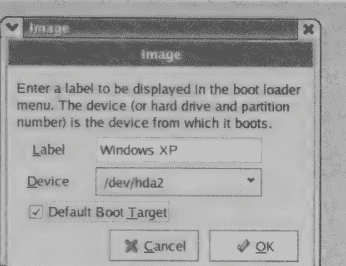 Image
Image
Enter a label to be displayed in the boot loader
menu. The device (or hard drive and partition
number) is the device from which it boots.
Label Windows XP
Device /dev/hda2
Default Boot Target
Cancel OK